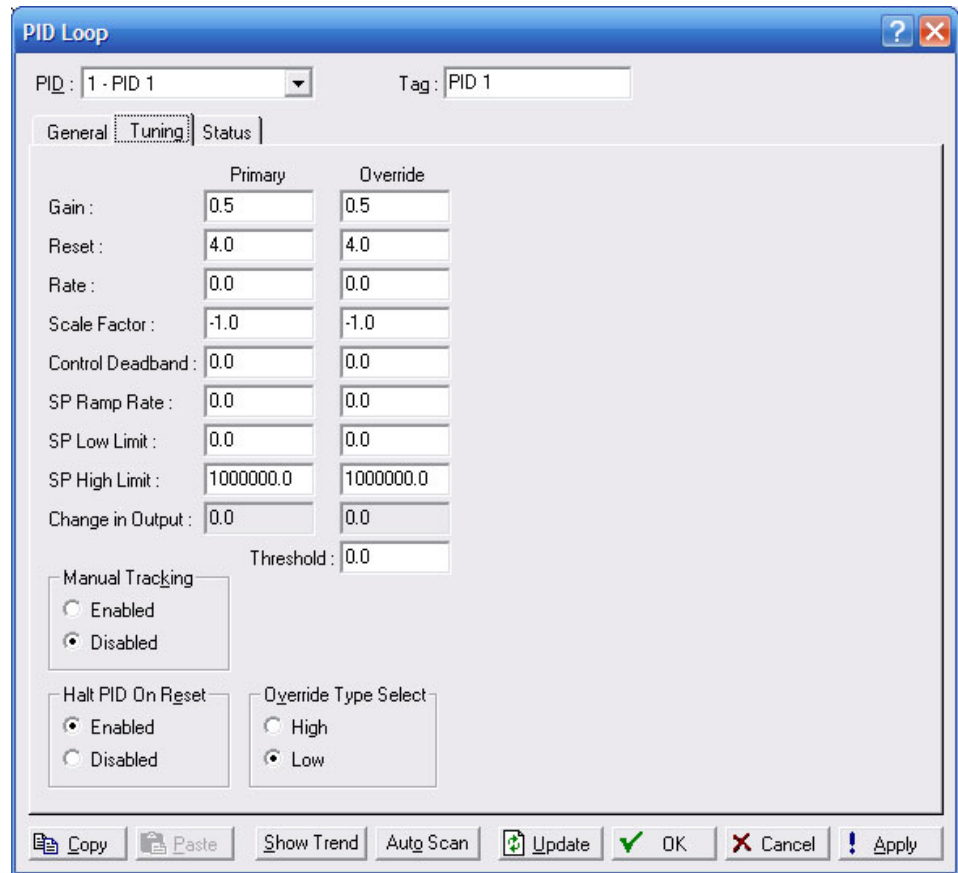 PID Loop
PID : 1 - PID 1 Tag : PID 1
General Tuning Status
Primary Override
Gain : 0.5 0.5
Reset : 4.0 4.0
Rate : 0.0 0.0
Scale Factor : -1.0 -1.0
Control Deadband : 0.0 0.0
SP Ramp Rate : 0.0 0.0
SP Low Limit : 0.0 0.0
SP High Limit : 1000000.0 1000000.0
Change in Output : 0.0 0.0
Threshold : 0.0
Manual Tracking
Enabled
Disabled
Halt PID On Reset Override Type Select
Enabled High
Disabled Low
Copy Paste Show Trend Auto Scan Update OK Cancel Apply